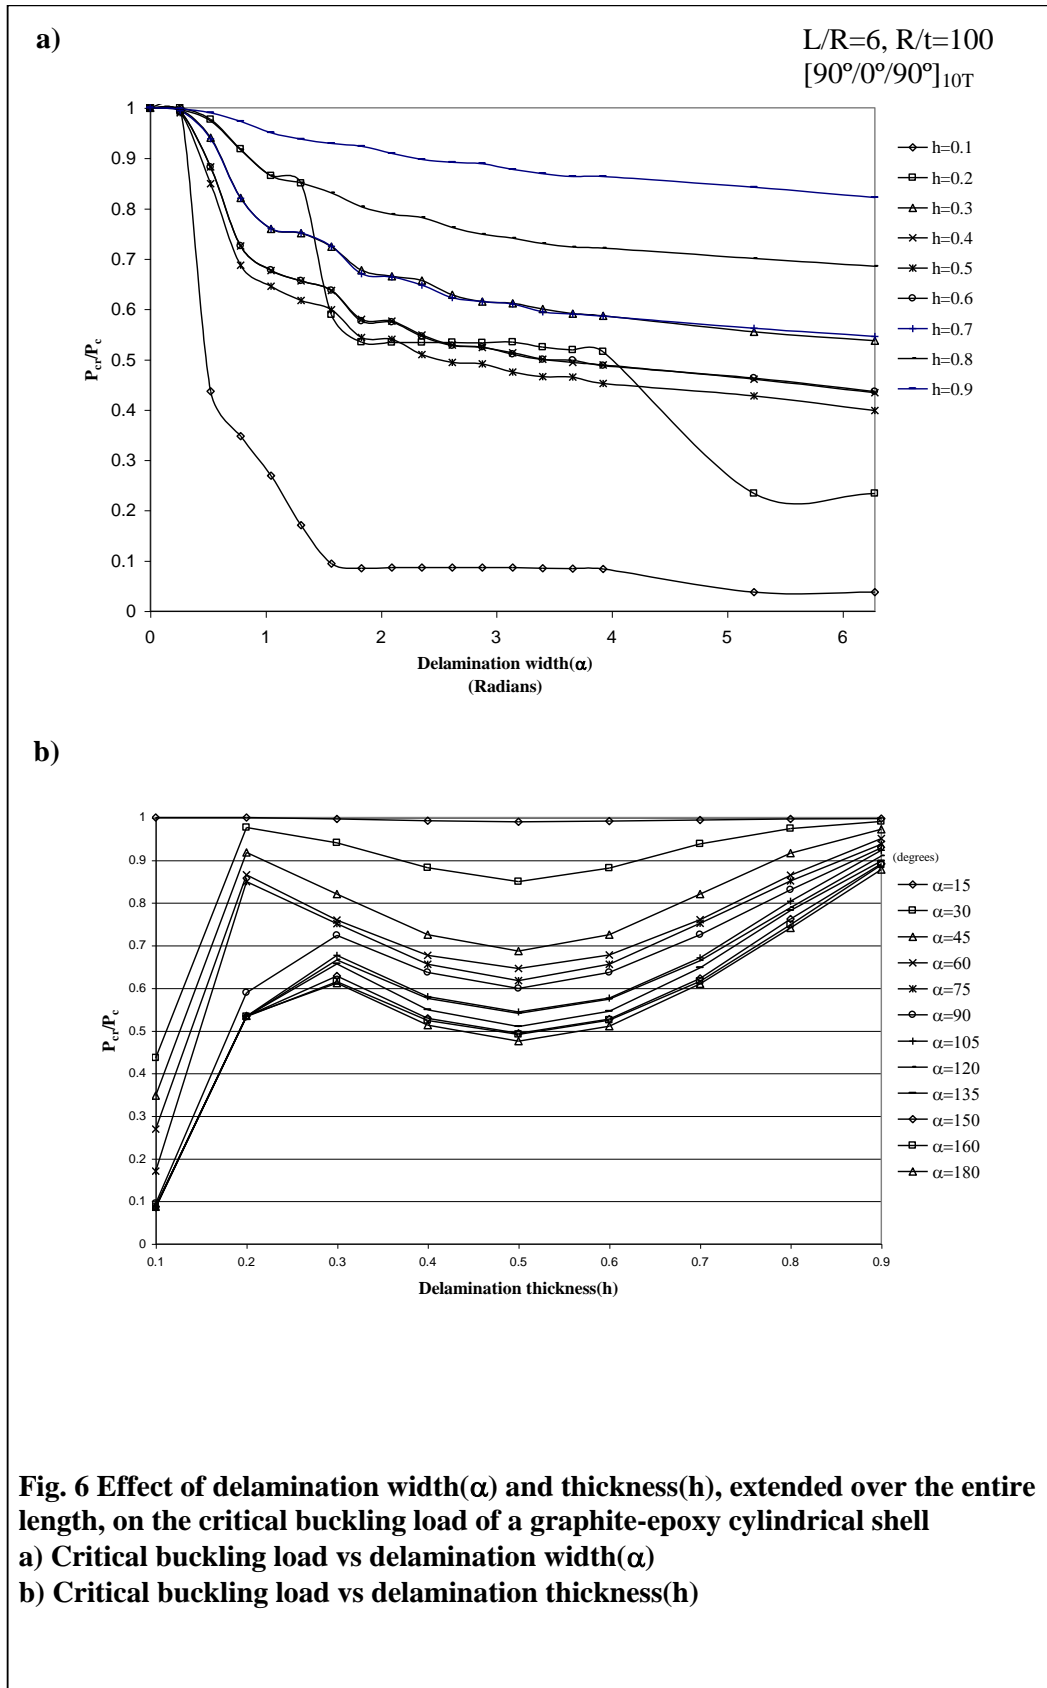 a)
L/R=6, R/t=100
[90º/0º/90º]10T
1
0.9
0.8
0.7
0.6
0.5
0.4
0.3
0.2
0.1
0
Pcr/Pc
0 1 2 3 4 5 6
Delamination width(α)
(Radians)
h=0.1
h=0.2
h=0.3
h=0.4
h=0.5
h=0.6
h=0.7
h=0.8
h=0.9
b)
1
0.9
0.8
0.7
0.6
0.5
0.4
0.3
0.2
0.1
0
Pcr/Pc
0.1 0.2 0.3 0.4 0.5 0.6 0.7 0.8 0.9
Delamination thickness(h)
(degrees)
α=15
α=30
α=45
α=60
α=75
α=90
α=105
α=120
α=135
α=150
α=160
α=180
Fig. 6 Effect of delamination width(α) and thickness(h), extended over the entire
length, on the critical buckling load of a graphite-epoxy cylindrical shell
a) Critical buckling load vs delamination width(α)
b) Critical buckling load vs delamination thickness(h)